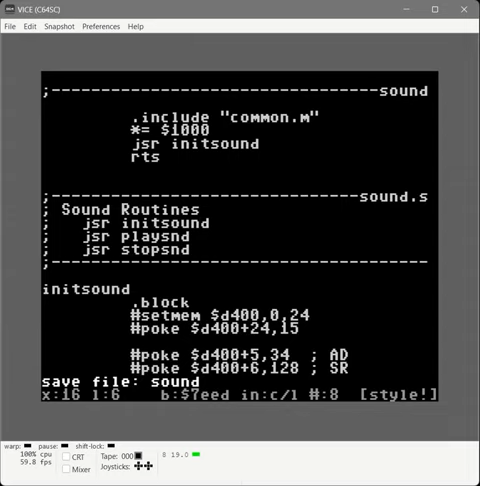 VICE (C64SC)
File Edit Snapshot Preferences Help
;---------------------------------sound
.include "common.m"
*= $1000
jsr initsound
rts
;-------------------------------sound.s
; Sound Routines
;   jsr initsound
;   jsr playsnd
;   jsr stopsnd
;--------------------------------------
initsound
.block
#setmem $d400,0,24
#poke $d400+24,15
#poke $d400+5,34  ; AD
#poke $d400+6,128 ; SR
save file: sound
x:16 l:6    b:$7eed in:c/l #:8  [style!]
warp: pause: shift-lock:
100% cpu
59.8 fps
CRT
Mixer
Tape: 000
Joysticks:
8 19.0